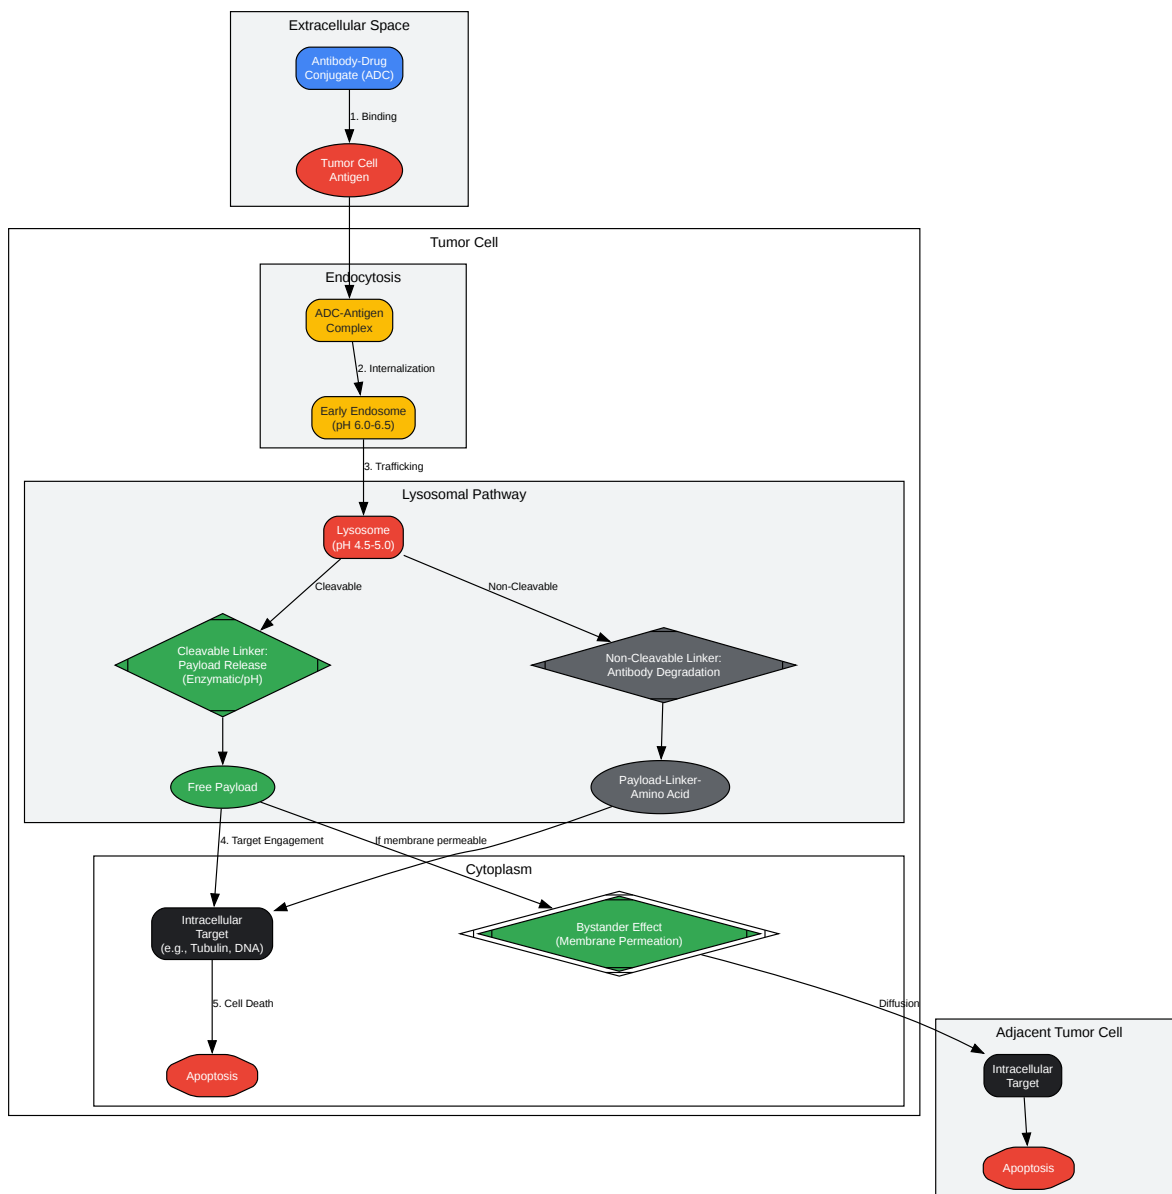 Extracellular Space
Antibody-Drug
Conjugate (ADC)
1. Binding
Tumor Cell
Antigen
Tumor Cell
Endocytosis
ADC-Antigen
Complex
2. Internalization
Early Endosome
(pH 6.0-6.5)
3. Trafficking
Lysosomal Pathway
Lysosome
(pH 4.5-5.0)
Cleavable
Non-Cleavable
Cleavable Linker:
Payload Release
(Enzymatic/pH)
Non-Cleavable Linker:
Antibody Degradation
Free Payload
Payload-Linker-
Amino Acid
4. Target Engagement
If membrane permeable
Cytoplasm
Intracellular
Target
(e.g., Tubulin, DNA)
Bystander Effect
(Membrane Permeation)
5. Cell Death
Diffusion
Apoptosis
Adjacent Tumor Cell
Intracellular
Target
Apoptosis